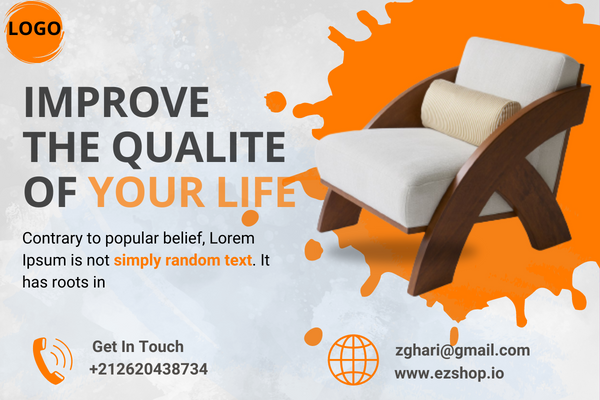 LOGO
IMPROVE
THE QUALITE
OF YOUR LIFE
Contrary to popular belief, Lorem
Ipsum is not simply random text. It
has roots in
Get In Touch
+212620438734
zghari@gmail.com
www.ezshop.io